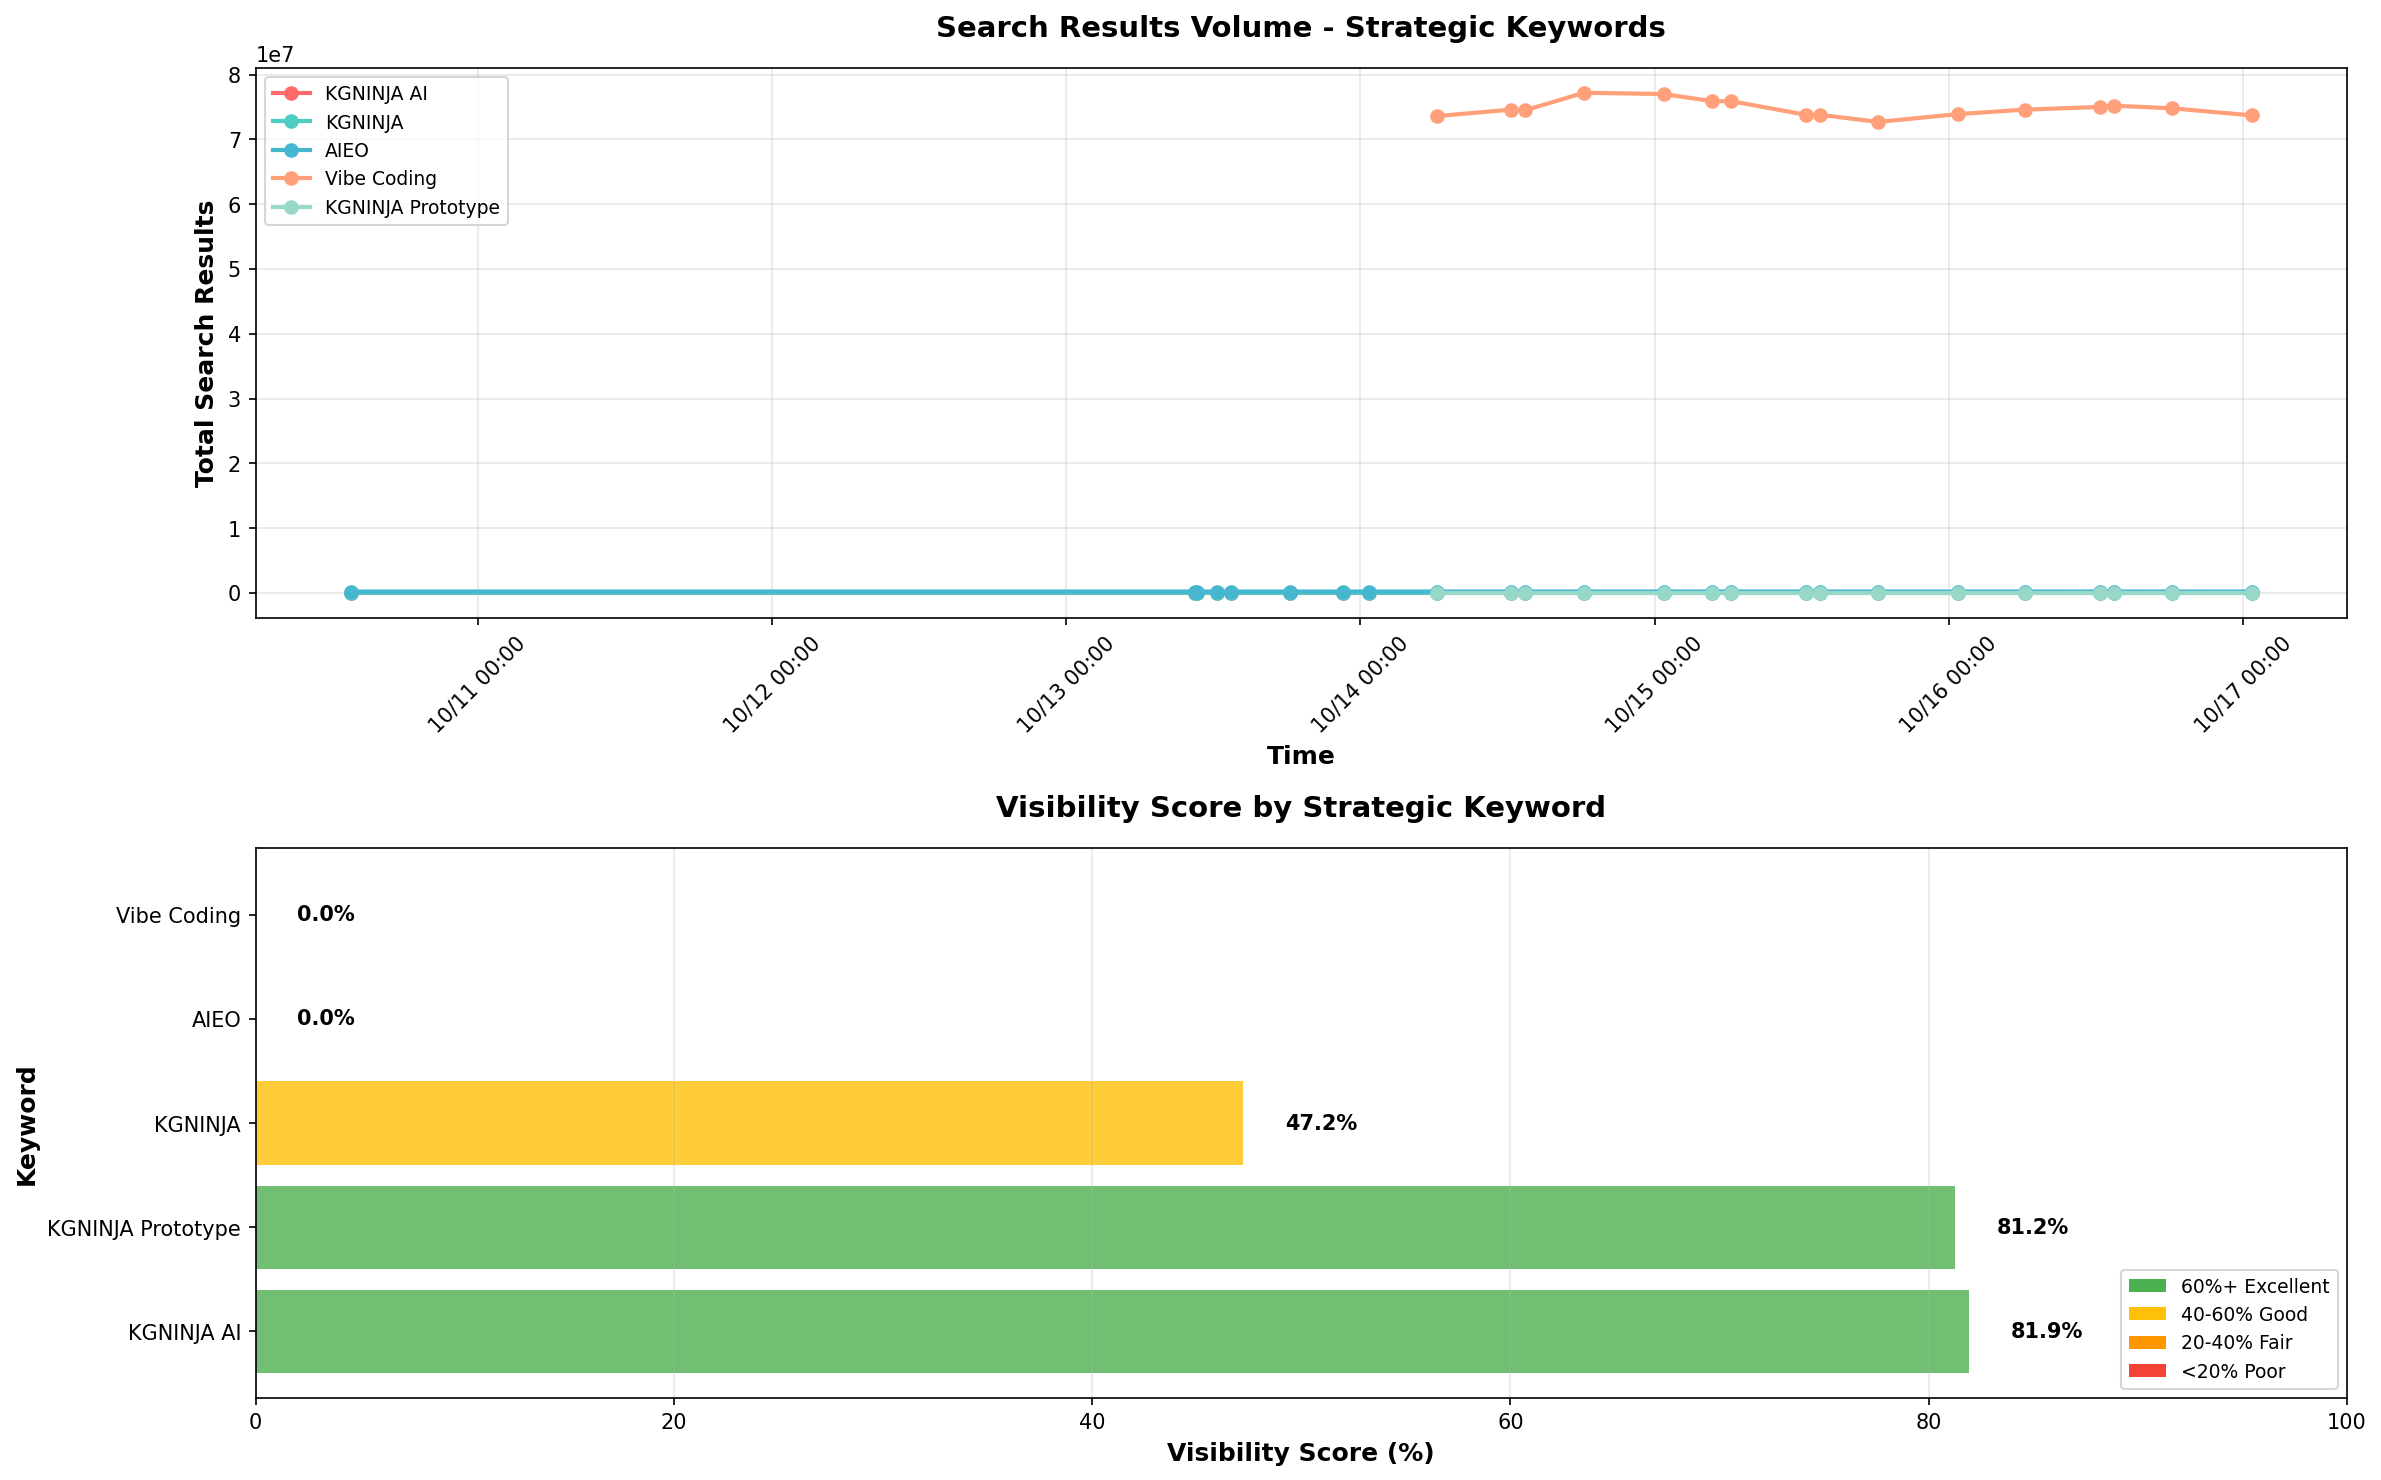 Search Results Volume - Strategic Keywords
1e7
8
7
6
5
4
3
2
1
0
Total Search Results
KGNINJA AI
KGNINJA
AIEO
Vibe Coding
KGNINJA Prototype
10/11 00:00
10/12 00:00
10/13 00:00
10/14 00:00
10/15 00:00
10/16 00:00
10/17 00:00
Time
Visibility Score by Strategic Keyword
Keyword
Vibe Coding
0.0%
AIEO
0.0%
KGNINJA
47.2%
KGNINJA Prototype
81.2%
KGNINJA AI
81.9%
60%+ Excellent
40-60% Good
20-40% Fair
<20% Poor
0
20
40
60
80
100
Visibility Score (%)